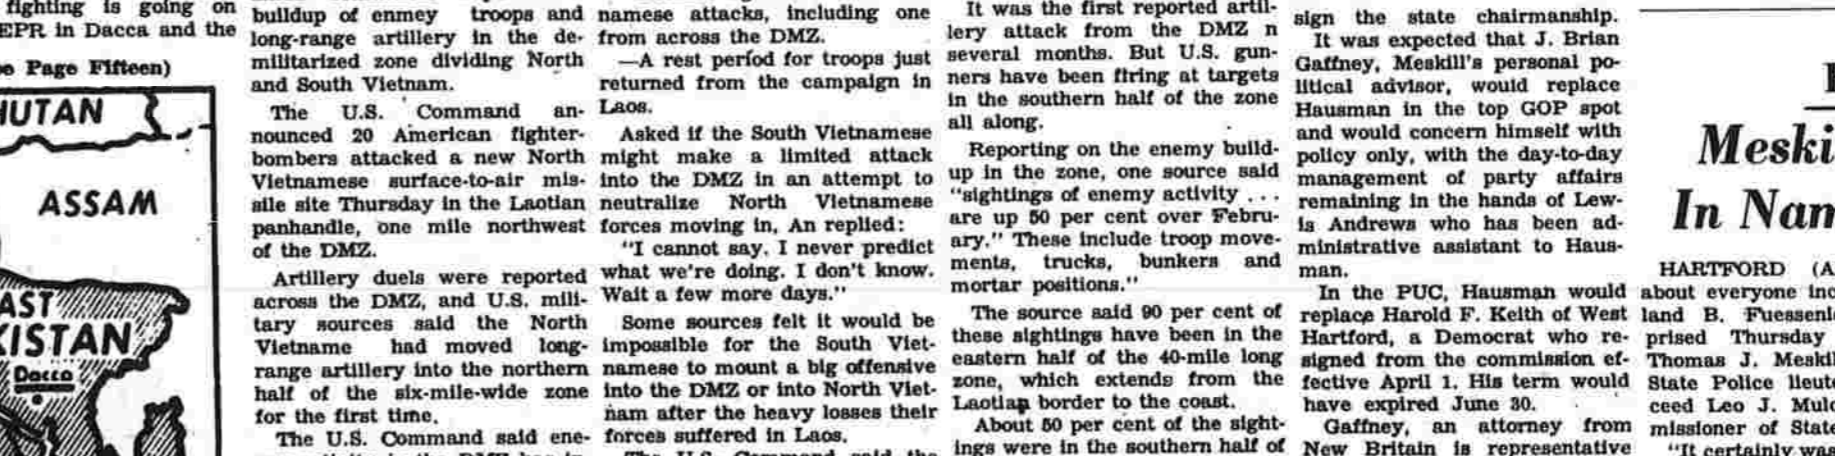 fighting is going on
EPR in Dacca and the
Page Fifteen)
ASSAM
Dacca
buildup of enmey troops and
long-range artillery in the de-
militarized zone dividing North
and South Vietnam.
The U.S. Command an-
nounced 20 American fighter-
bombers attacked a new North
Vietnamese surface-to-air mis-
sile site Thursday in the Laotian
panhandle, one mile northwest
of the DMZ.
Artillery duels were reported
across the DMZ, and U.S. mili-
tary sources said the North
Vietname had moved long-
range artillery into the northern
half of the six-mile-wide zone
for the first time.
The U.S. Command said ene-
namese attacks, including one
from across the DMZ.
—A rest period for troops just
returned from the campaign in
Laos.
Asked if the South Vietnamese
might make a limited attack
into the DMZ in an attempt to
neutralize North Vietnamese
forces moving in, An replied:
"I cannot say. I never predict
what we're doing. I don't know.
Wait a few more days."
Some sources felt it would be
impossible for the South Viet-
namese to mount a big offensive
into the DMZ or into North Viet-
nam after the heavy losses their
forces suffered in Laos.
The U.S. Command said the
It was the first reported artil-
lery attack from the DMZ n
several months. But U.S. gun-
ners have been firing at targets
in the southern half of the zone
all along.
Reporting on the enemy build-
up in the zone, one source said
"sightings of enemy activity ...
are up 50 per cent over Febru-
ary." These include troop move-
ments, trucks, bunkers and
mortar positions."
The source said 90 per cent of
these sightings have been in the
eastern half of the 40-mile long
zone, which extends from the
Laotian border to the coast.
About 50 per cent of the sight-
ings were in the southern half of
sign the state chairmanship.
It was expected that J. Brian
Gaffney, Meskill's personal po-
litical advisor, would replace
Hausman in the top GOP spot
and would concern himself with
policy only, with the day-to-day
management of party affairs
remaining in the hands of Lew-
is Andrews who has been ad-
ministrative assistant to Haus-
man.
In the PUC, Hausman would
replace Harold F. Keith of West
Hartford, a Democrat who re-
signed from the commission ef-
fective April 1. His term would
have expired June 30.
Gaffney, an attorney from
New Britain is representative
Meski
In Nam
HARTFORD (A
about everyone inc
land B. Fuesseni
prised Thursday
Thomas J. Meskil
State Police lieute
ceed Leo J. Mulc
missioner of State
"It certainly was